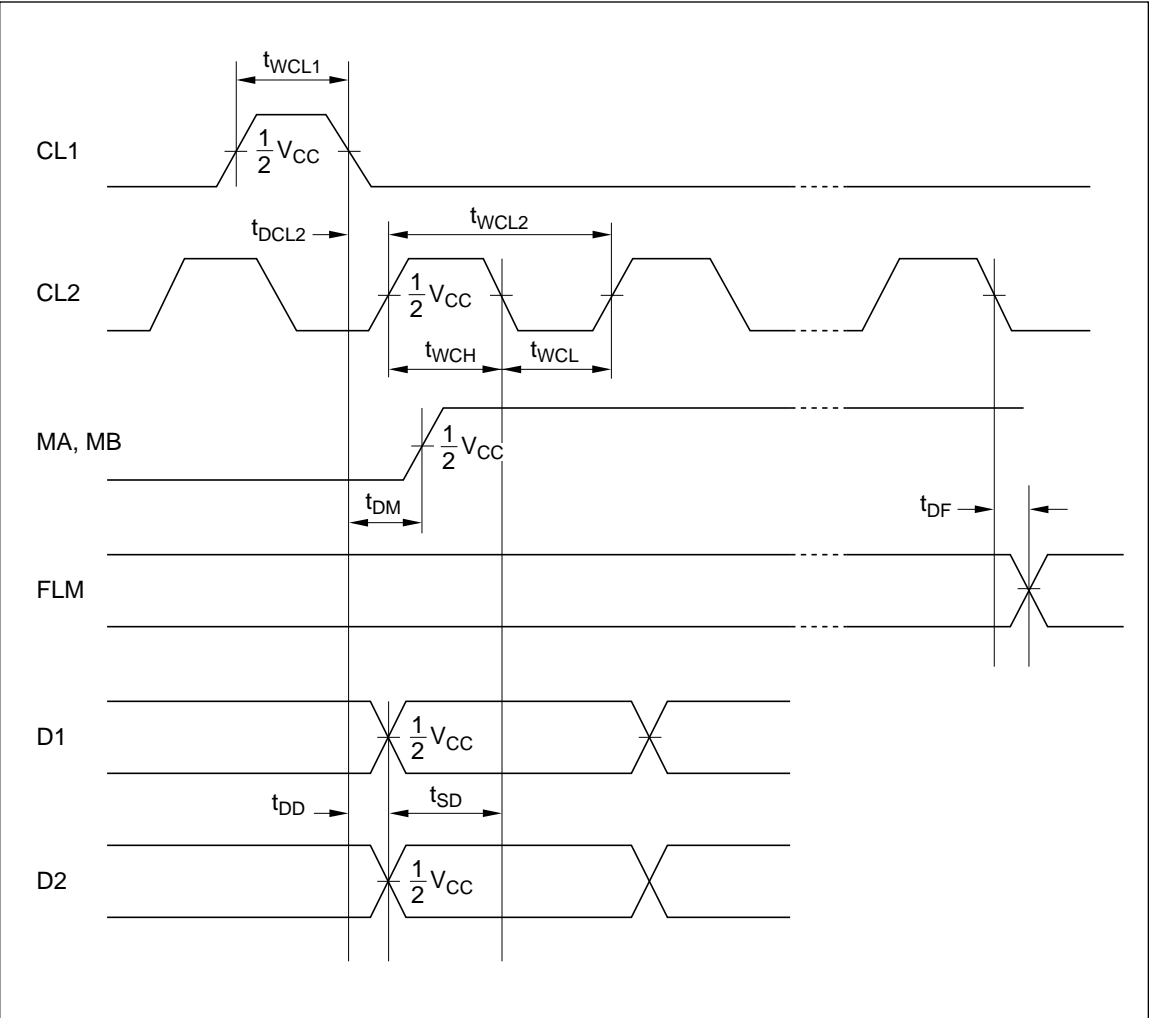 tWCL1
CL1
1/2 VCC
tDCL2
tWCL2
CL2
1/2 VCC
tWCH
tWCL
MA, MB
1/2 VCC
tDM
tDF
FLM
D1
1/2 VCC
tDD
tSD
D2
1/2 VCC